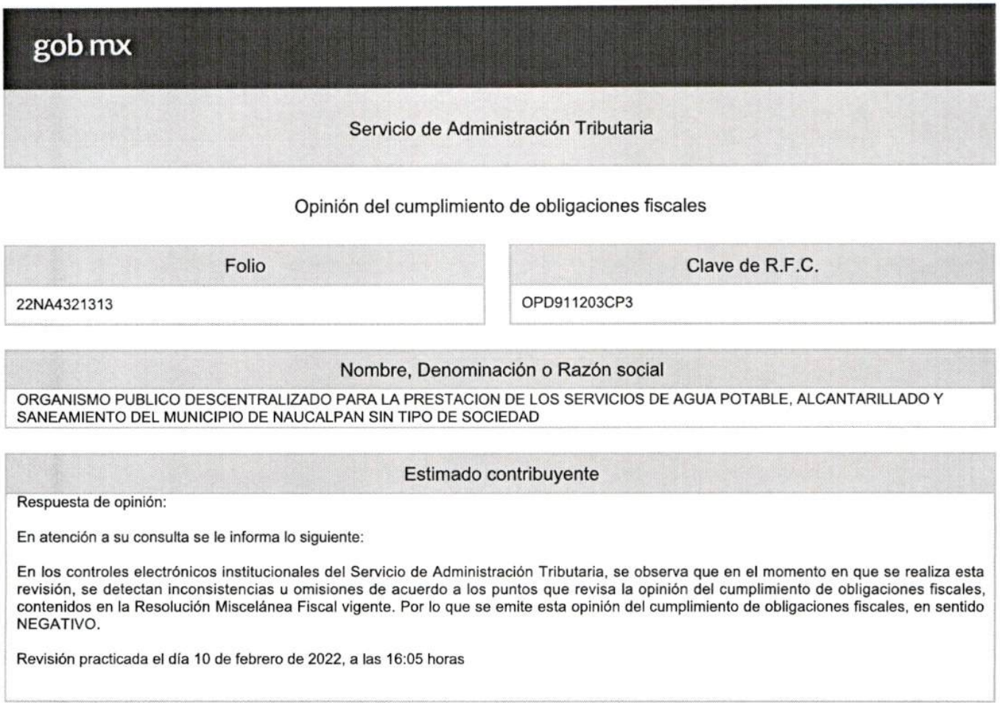 gob mx
Servicio de Administración Tributaria
Opinión del cumplimiento de obligaciones fiscales
Folio
22NA4321313
Clave de R.F.C.
OPD911203CP3
Nombre, Denominación o Razón social
ORGANISMO PUBLICO DESCENTRALIZADO PARA LA PRESTACION DE LOS SERVICIOS DE AGUA POTABLE, ALCANTARILLADO Y
SANEAMIENTO DEL MUNICIPIO DE NAUCALPAN SIN TIPO DE SOCIEDAD
Estimado contribuyente
Respuesta de opinión:
En atención a su consulta se le informa lo siguiente:
En los controles electrónicos institucionales del Servicio de Administración Tributaria, se observa que en el momento en que se realiza esta
revisión, se detectan inconsistencias u omisiones de acuerdo a los puntos que revisa la opinión del cumplimiento de obligaciones fiscales,
contenidos en la Resolución Miscelánea Fiscal vigente. Por lo que se emite esta opinión del cumplimiento de obligaciones fiscales, en sentido
NEGATIVO.
Revisión practicada el día 10 de febrero de 2022, a las 16:05 horas